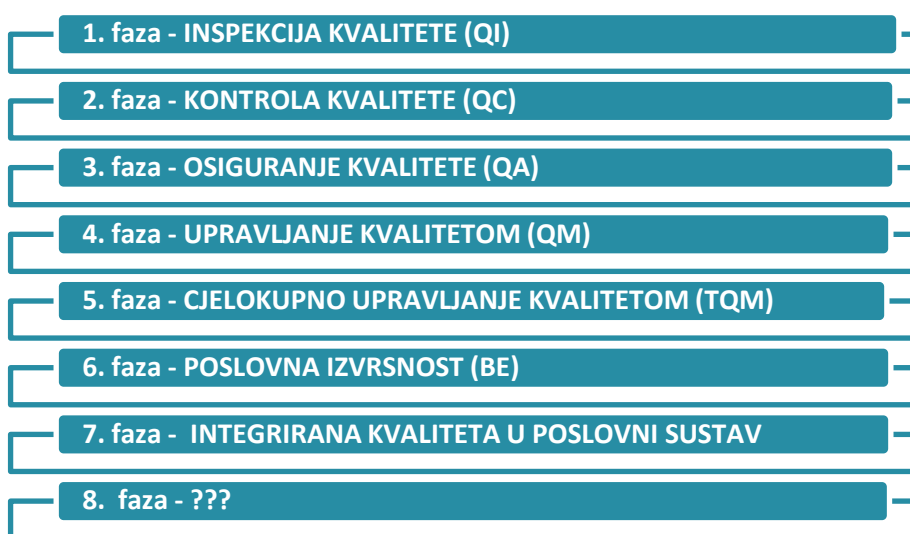 1. faza - INSPEKCIJA KVALITETE (QI)
2. faza - KONTROLA KVALITETE (QC)
3. faza - OSIGURANJE KVALITETE (QA)
4. faza - UPRAVLJANJE KVALITETOM (QM)
5. faza - CJELOKUPNO UPRAVLJANJE KVALITETOM (TQM)
6. faza - POSLOVNA IZVRSNOST (BE)
7. faza - INTEGRIRANA KVALITETA U POSLOVNI SUSTAV
8. faza - ???